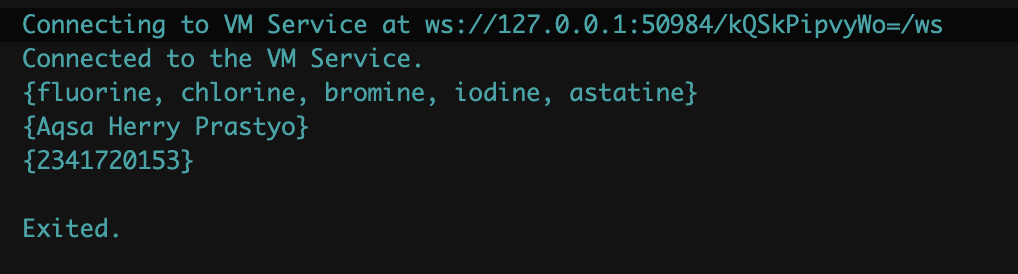 Connecting to VM Service at ws://127.0.0.1:50984/kQSkPipvyWo=/ws
Connected to the VM Service.
{fluorine, chlorine, bromine, iodine, astatine}
{Aqsa Herry Prastyo}
{2341720153}
Exited.